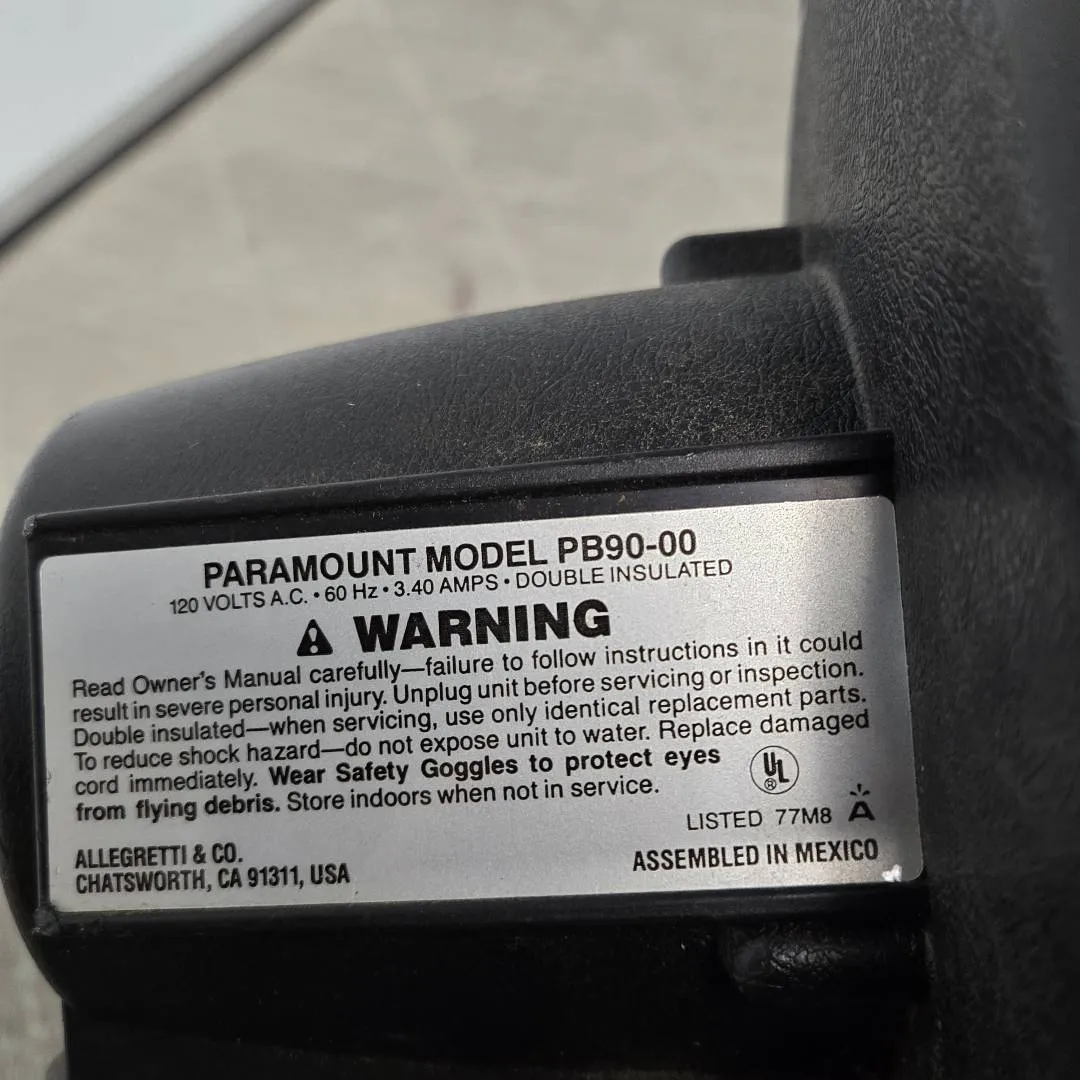 PARAMOUNT MODEL PB90-00
120 VOLTS A.C. • 60 Hz • 3.40 AMPS • DOUBLE INSULATED
WARNING
Read Owner's Manual carefully—failure to follow instructions in it could
result in severe personal injury. Unplug unit before servicing or inspection.
Double insulated—when servicing, use only identical replacement parts.
To reduce shock hazard—do not expose unit to water. Replace damaged
cord immediately. Wear Safety Goggles to protect eyes
from flying debris. Store indoors when not in service.
UL
®
LISTED 77M8 A
ALLEGRETTI & CO.
CHATSWORTH, CA 91311, USA
ASSEMBLED IN MEXICO